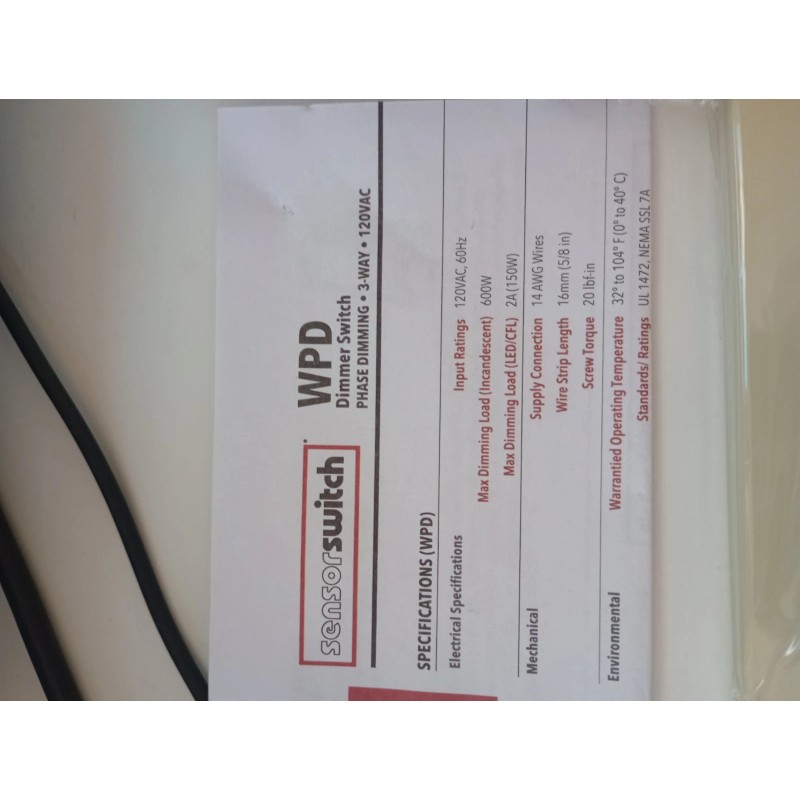 sensorswitch
WPD
Dimmer Switch
PHASE DIMMING • 3-WAY • 120VAC
SPECIFICATIONS (WPD)
Electrical Specifications
Input Ratings 120VAC, 60Hz
Max Dimming Load (Incandescent) 600W
Max Dimming Load (LED/CFL) 2A (150W)
Mechanical
Supply Connection 14 AWG Wires
Wire Strip Length 16mm (5/8 in)
Screw Torque 20 lbf-in
Environmental
Warrantied Operating Temperature 32° to 104° F (0° to 40° C)
Standards/ Ratings UL 1472, NEMA SSL 7A